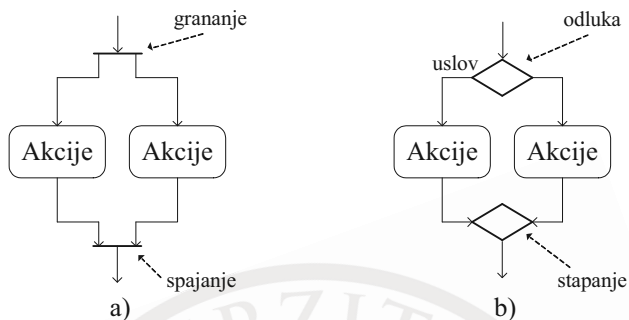 grananje
odluka
uslov
Akcije
Akcije
Akcije
Akcije
spajanje
stapanje
a)
b)